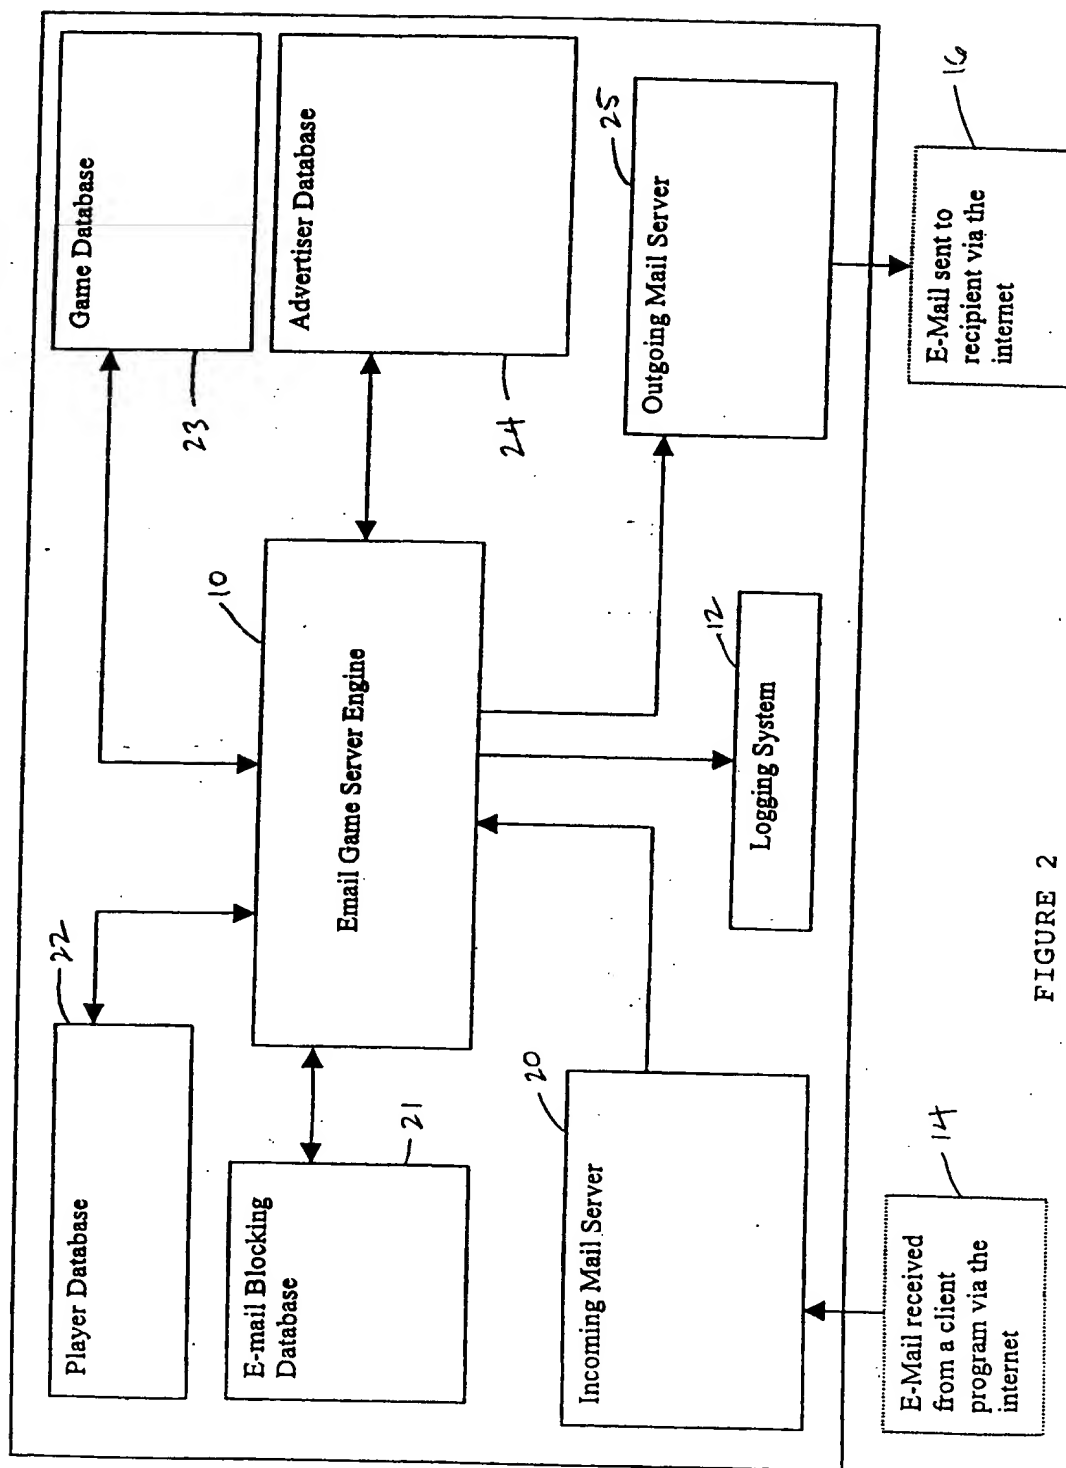 22
Player Database
E-mail Blocking
Database
21
10
Email Game Server Engine
Game Database
23
Advertiser Database
24
20
Incoming Mail Server
12
Logging System
25
Outgoing Mail Server
14
E-Mail received
from a client
program via the
internet
16
E-Mail sent to
recipient via the
internet
FIGURE 2